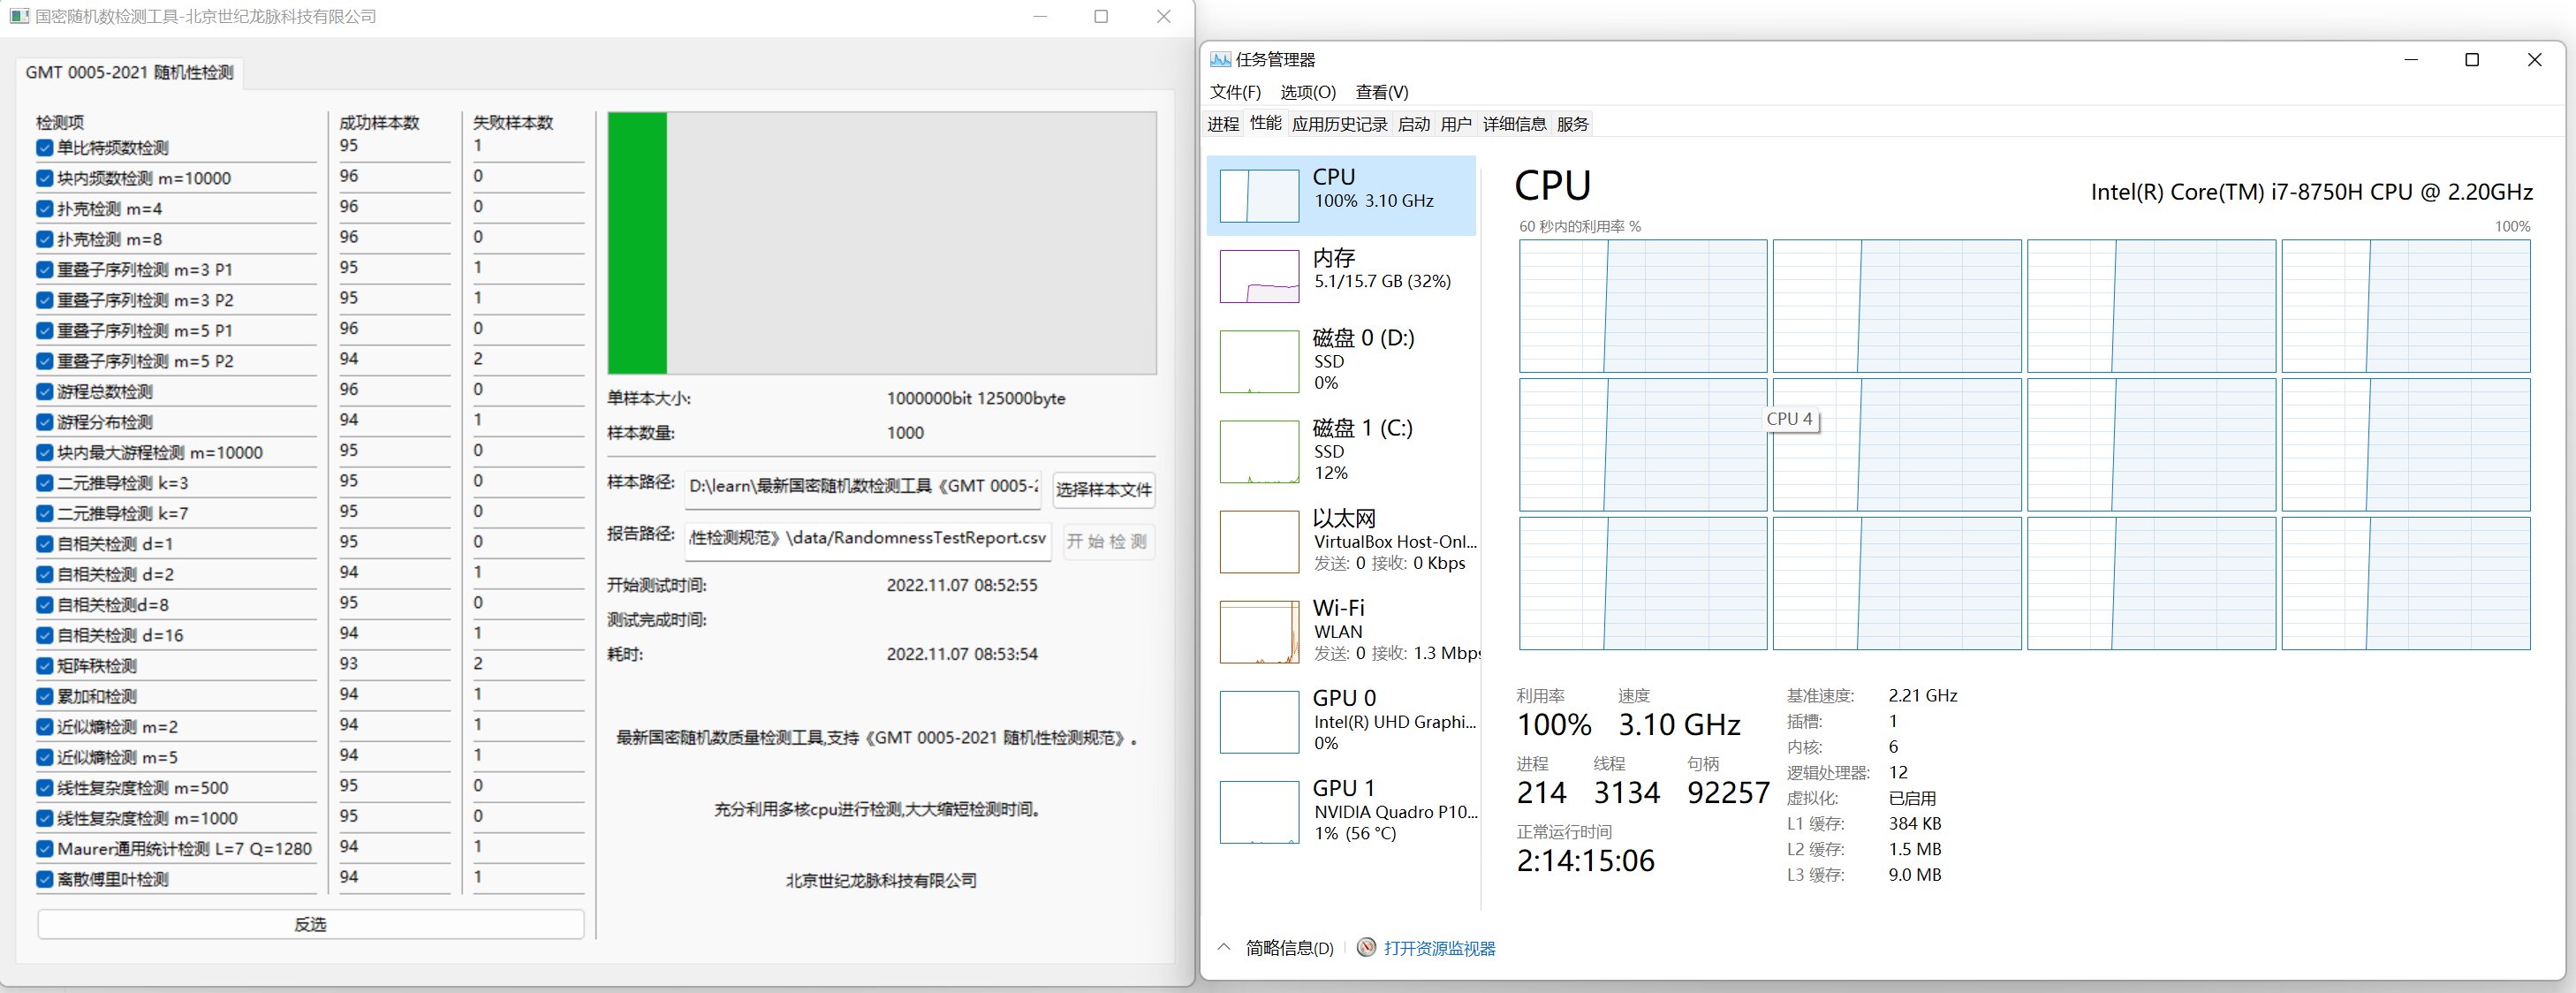 国密随机数检测工具-北京世纪龙脉科技有限公司
GMT 0005-2021 随机性检测
检测项 成功样本数 失败样本数
单比特频数检测 95 1
块内频数检测 m=10000 96 0
扑克检测 m=4 96 0
扑克检测 m=8 96 0
重叠子序列检测 m=3 P1 95 1
重叠子序列检测 m=3 P2 95 1
重叠子序列检测 m=5 P1 96 0
重叠子序列检测 m=5 P2 94 2
游程总数检测 96 0
游程分布检测 94 1
块内最大游程检测 m=10000 95 0
二元推导检测 k=3 95 0
二元推导检测 k=7 95 0
自相关检测 d=1 95 0
自相关检测 d=2 94 1
自相关检测d=8 95 0
自相关检测 d=16 94 1
矩阵秩检测 93 2
累加和检测 94 1
近似熵检测 m=2 94 1
近似熵检测 m=5 94 1
线性复杂度检测 m=500 95 0
线性复杂度检测 m=1000 95 0
Maurer通用统计检测 L=7 Q=1280 94 1
离散傅里叶检测 94 1
反选
单样本大小: 1000000bit 125000byte
样本数量: 1000
样本路径: D:\learn\最新国密随机数检测工具《GMT 0005-2 选择样本文件
报告路径: 性检测规范》\data/RandomnessTestReport.csv 开 始 检 测
开始测试时间: 2022.11.07 08:52:55
测试完成时间:
耗时: 2022.11.07 08:53:54
最新国密随机数质量检测工具,支持《GMT 0005-2021 随机性检测规范》。
充分利用多核cpu进行检测,大大缩短检测时间。
北京世纪龙脉科技有限公司
任务管理器
文件(F) 选项(O) 查看(V)
进程 性能 应用历史记录 启动 用户 详细信息 服务
CPU
100% 3.10 GHz
内存
5.1/15.7 GB (32%)
磁盘 0 (D:)
SSD
0%
磁盘 1 (C:)
SSD
12%
以太网
VirtualBox Host-Onl...
发送: 0 接收: 0 Kbps
Wi-Fi
WLAN
发送: 0 接收: 1.3 Mbps
GPU 0
Intel(R) UHD Graphi...
0%
GPU 1
NVIDIA Quadro P10...
1% (56 °C)
CPU Intel(R) Core(TM) i7-8750H CPU @ 2.20GHz
60 秒内的利用率 % 100%
CPU 4
利用率 速度
100% 3.10 GHz
进程 线程 句柄
214 3134 92257
正常运行时间
2:14:15:06
基准速度: 2.21 GHz
插槽: 1
内核: 6
逻辑处理器: 12
虚拟化: 已启用
L1 缓存: 384 KB
L2 缓存: 1.5 MB
L3 缓存: 9.0 MB
简略信息(D) 打开资源监视器